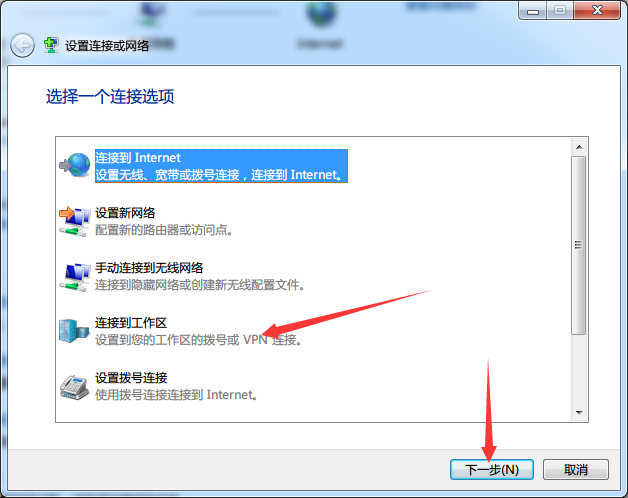 Internet
设置连接或网络
选择一个连接选项
连接到 Internet
设置无线、宽带或拨号连接，连接到 Internet。
设置新网络
配置新的路由器或访问点。
手动连接到无线网络
连接到隐藏网络或创建新无线配置文件。
连接到工作区
设置到您的工作区的拨号或 VPN 连接。
设置拨号连接
使用拨号连接连接到 Internet。
下一步(N)
取消